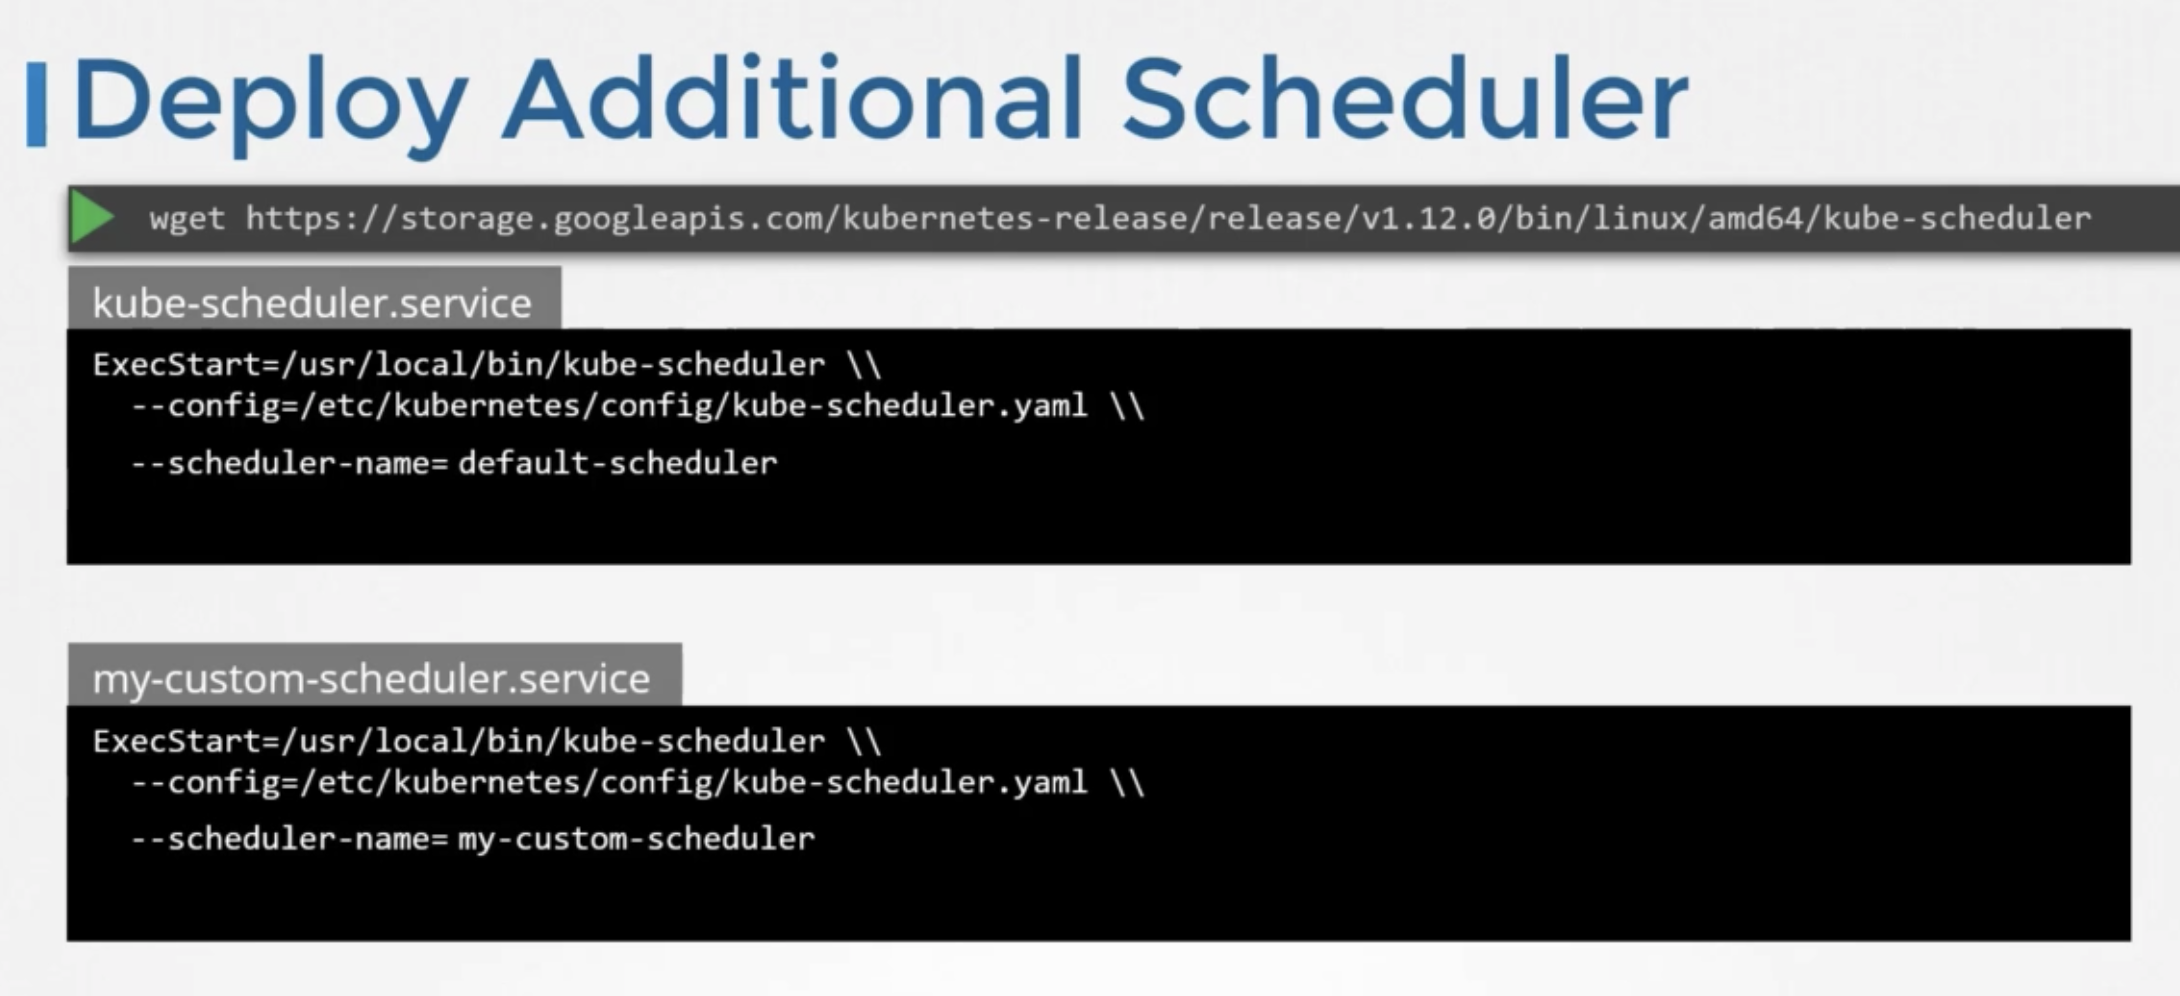 Deploy Additional Scheduler
wget https://storage.googleapis.com/kubernetes-release/release/v1.12.0/bin/linux/amd64/kube-scheduler
kube-scheduler.service
ExecStart=/usr/local/bin/kube-scheduler \\
--config=/etc/kubernetes/config/kube-scheduler.yaml \\
--scheduler-name= default-scheduler
my-custom-scheduler.service
ExecStart=/usr/local/bin/kube-scheduler \\
--config=/etc/kubernetes/config/kube-scheduler.yaml \\
--scheduler-name= my-custom-scheduler